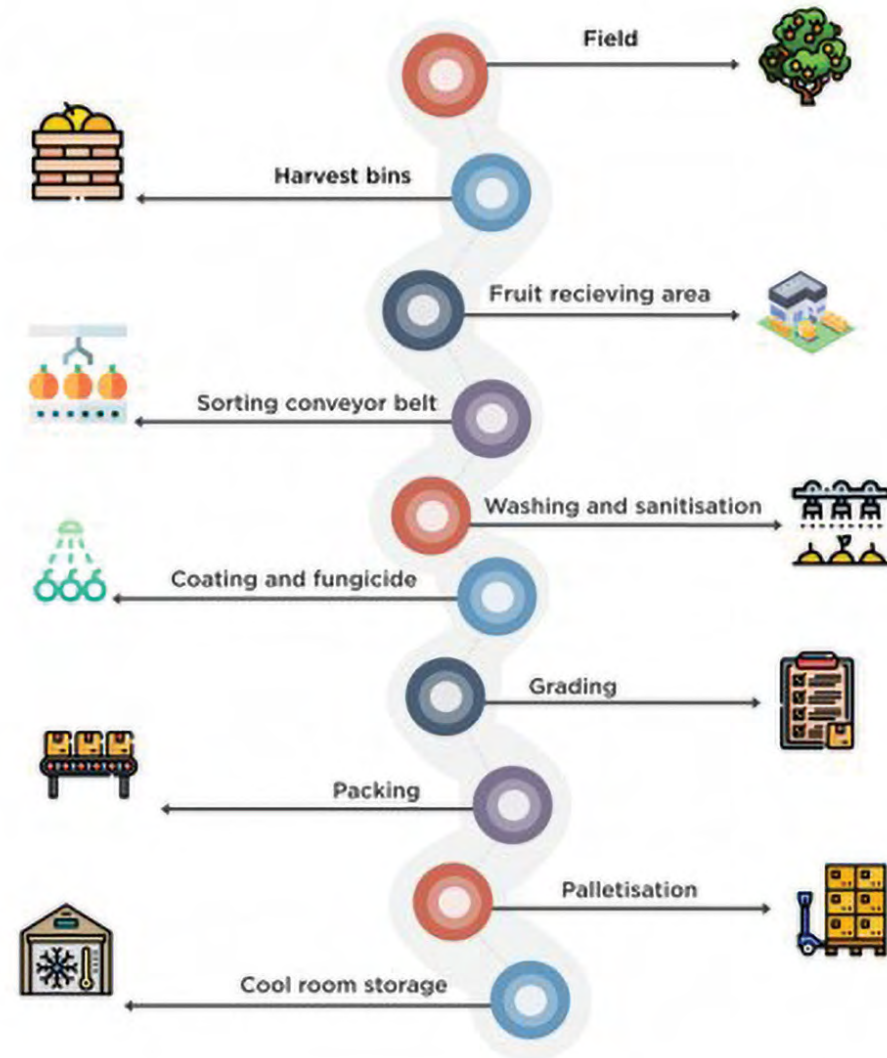 Field
Harvest bins
Fruit recieving area
Sorting conveyor belt
Washing and sanitisation
Coating and fungicide
Grading
Packing
Palletisation
Cool room storage